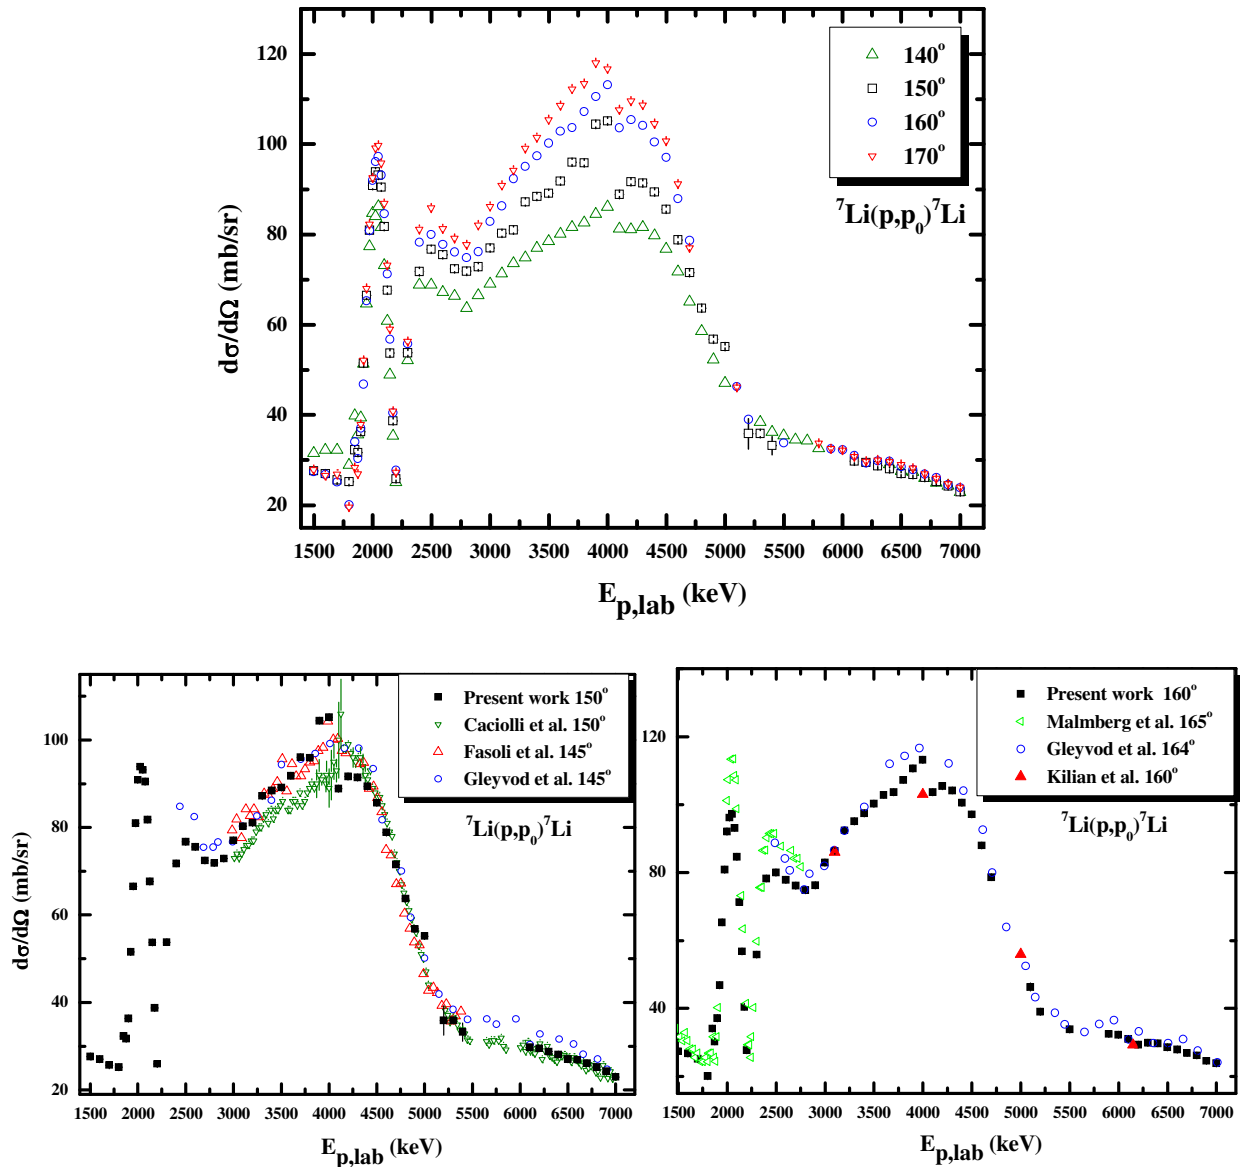 120
100
80
60
40
20
dσ/dΩ (mb/sr)
140°
150°
160°
170°
⁷Li(p,p₀)⁷Li
1500 2000 2500 3000 3500 4000 4500 5000 5500 6000 6500 7000
E_p,lab (keV)
100
80
60
40
20
dσ/dΩ (mb/sr)
Present work 150°
Caciolli et al. 150°
Fasoli et al. 145°
Gleyvod et al. 145°
⁷Li(p,p₀)⁷Li
1500 2000 2500 3000 3500 4000 4500 5000 5500 6000 6500 7000
E_p,lab (keV)
120
80
40
Present work 160°
Malmberg et al. 165°
Gleyvod et al. 164°
Kilian et al. 160°
⁷Li(p,p₀)⁷Li
1500 2000 2500 3000 3500 4000 4500 5000 5500 6000 6500 7000
E_p,lab (keV)